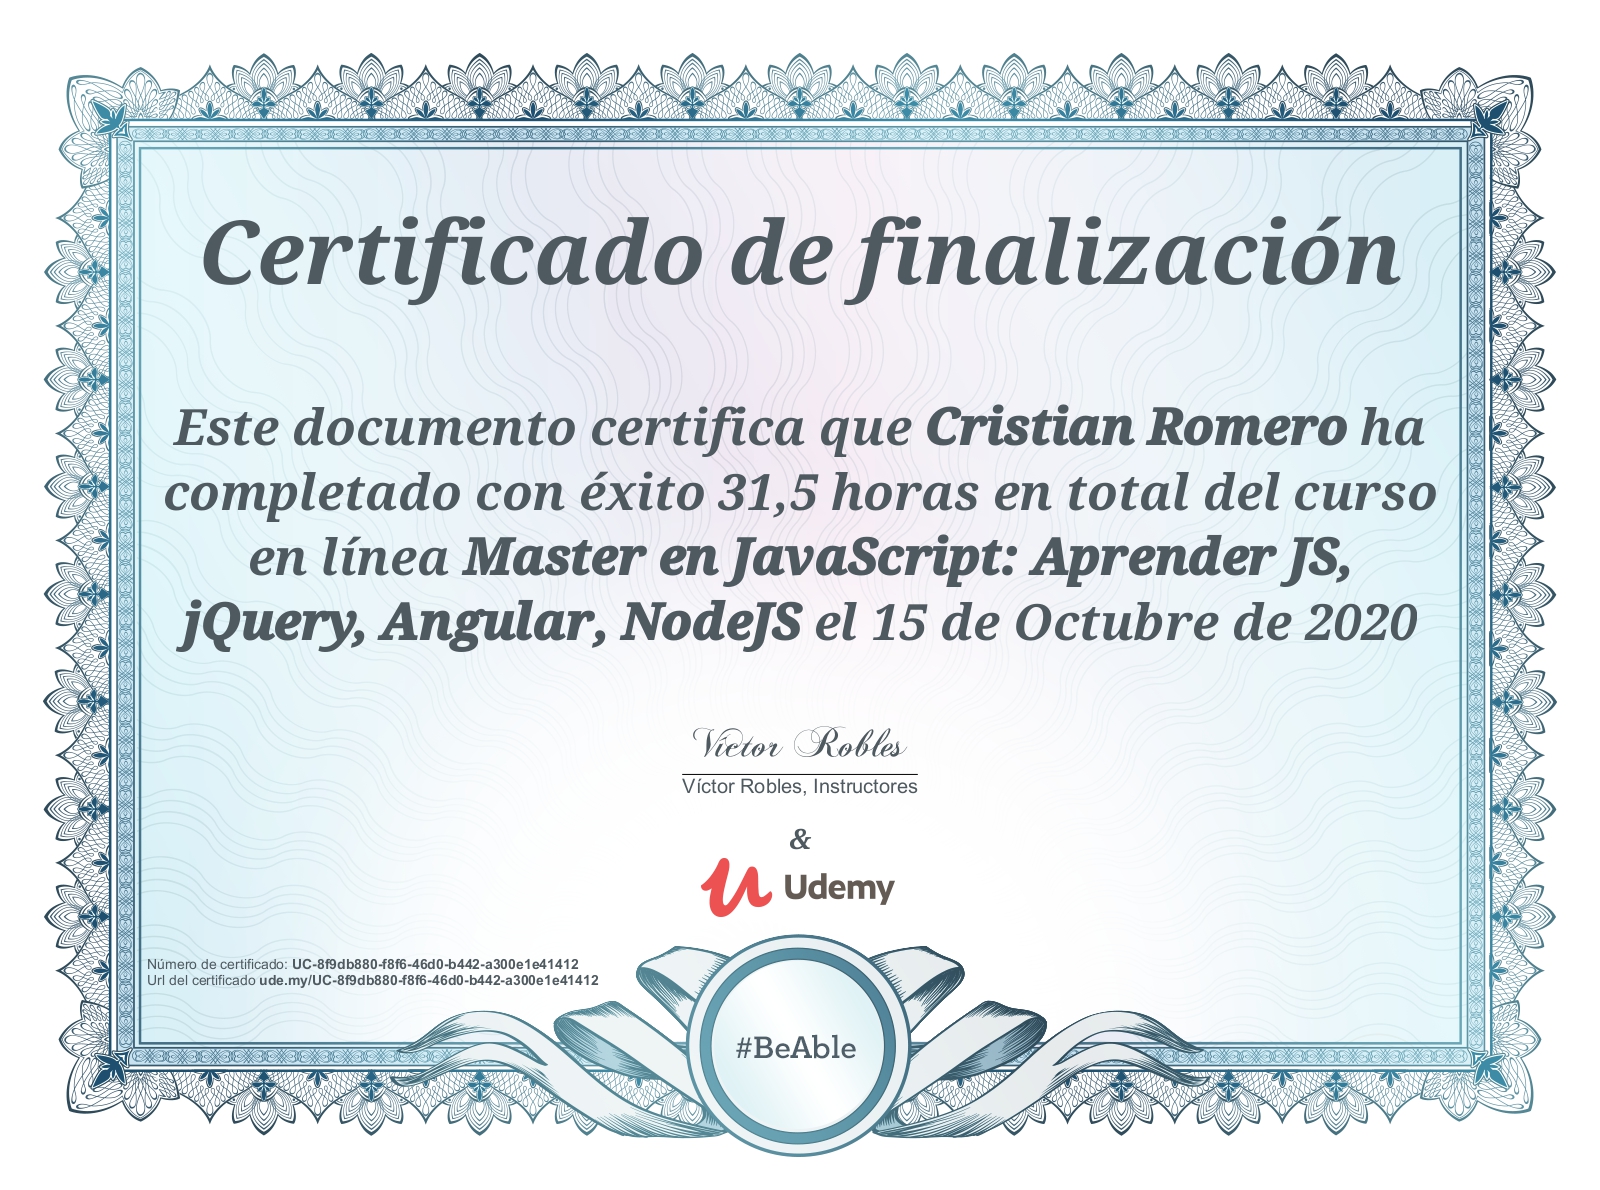 Certificado de finalización
Este documento certifica que Cristian Romero ha
completado con éxito 31,5 horas en total del curso
en línea Master en JavaScript: Aprender JS,
jQuery, Angular, NodeJS el 15 de Octubre de 2020
Víctor Robles
Víctor Robles, Instructores
&
Udemy
Número de certificado: UC-8f9db880-f8f6-46d0-b442-a300e1e41412
Url del certificado ude.my/UC-8f9db880-f8f6-46d0-b442-a300e1e41412
#BeAble